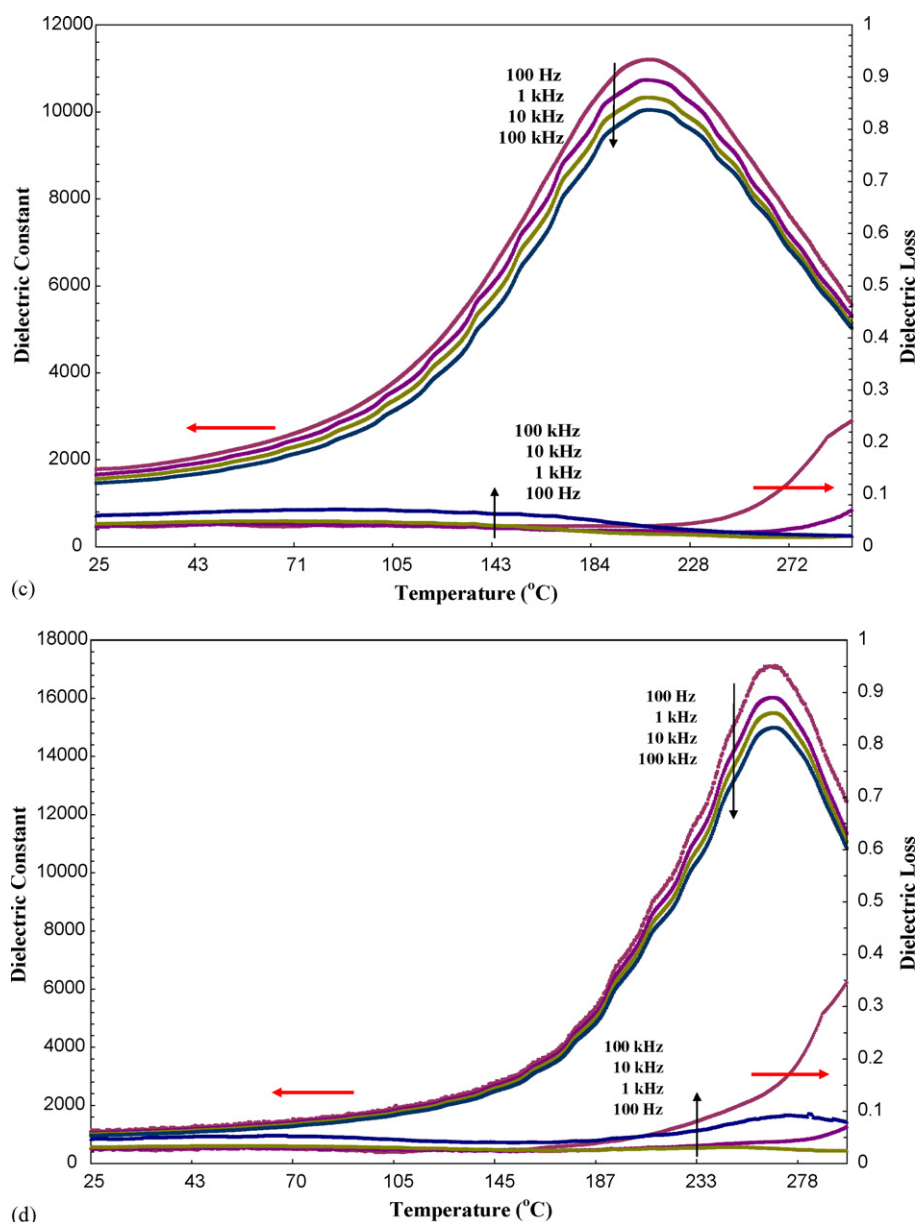 12000
10000
8000
6000
4000
2000
0
Dielectric Constant
1
0.9
0.8
0.7
0.6
0.5
0.4
0.3
0.2
0.1
0
Dielectric Loss
100 Hz
1 kHz
10 kHz
100 kHz
100 kHz
10 kHz
1 kHz
100 Hz
25 43 71 105 143 184 228 272
Temperature (°C)
(c)
18000
16000
14000
12000
10000
8000
6000
4000
2000
0
Dielectric Constant
1
0.9
0.8
0.7
0.6
0.5
0.4
0.3
0.2
0.1
0
Dielectric Loss
100 Hz
1 kHz
10 kHz
100 kHz
100 kHz
10 kHz
1 kHz
100 Hz
25 43 70 105 145 187 233 278
Temperature (°C)
(d)